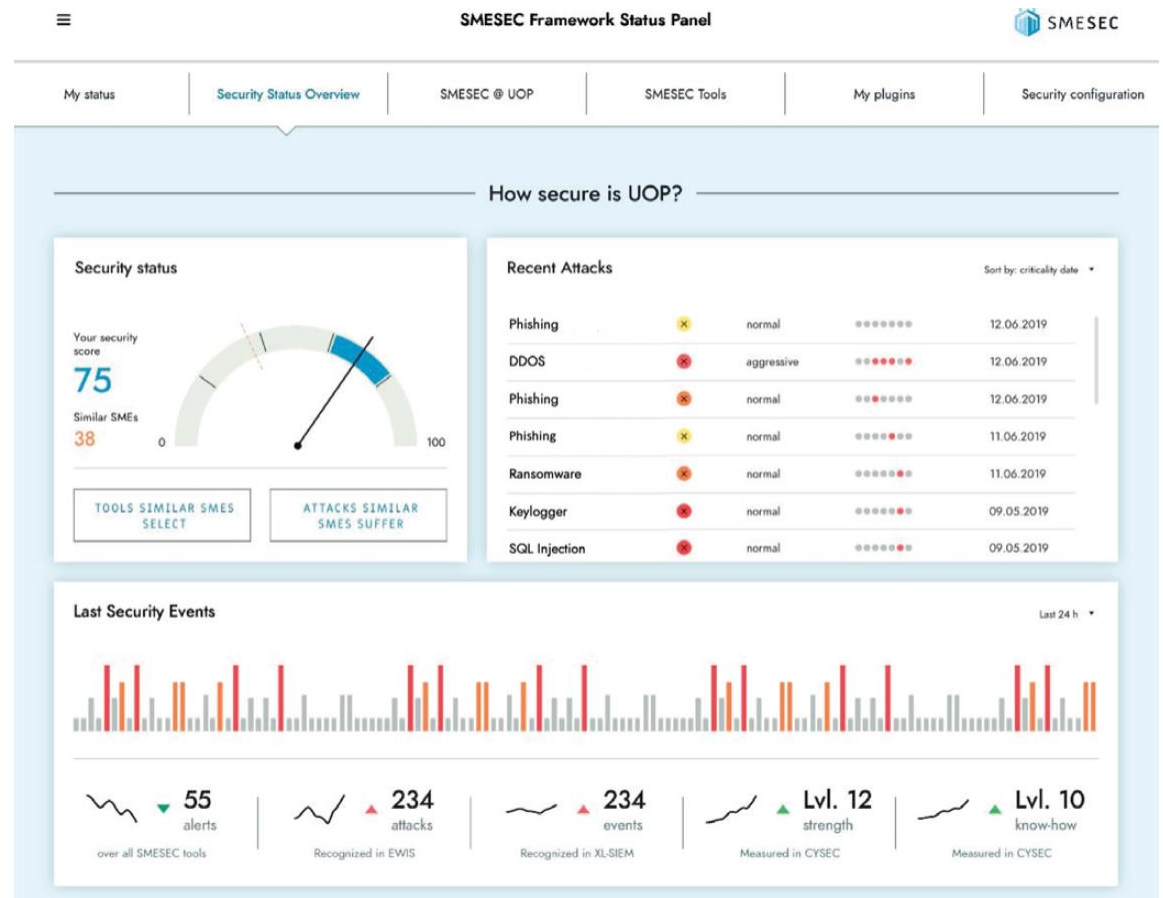 ☰ SMESEC Framework Status Panel SMESEC
My status Security Status Overview SMESEC @ UOP SMESEC Tools My plugins Security configuration
How secure is UOP?
Security status
Your security
score
75
Similar SMEs
38
0 100
TOOLS SIMILAR SMES
SELECT
ATTACKS SIMILAR
SMES SUFFER
Recent Attacks Sort by: criticality date
Phishing normal 12.06.2019
DDOS aggressive 12.06.2019
Phishing normal 12.06.2019
Phishing normal 11.06.2019
Ransomware normal 11.06.2019
Keylogger normal 09.05.2019
SQL Injection normal 09.05.2019
Last Security Events Last 24 h
55
alerts
over all SMESEC tools
234
attacks
Recognized in EWIS
234
events
Recognized in XL-SIEM
Lvl. 12
strength
Measured in CYSEC
Lvl. 10
know-how
Measured in CYSEC